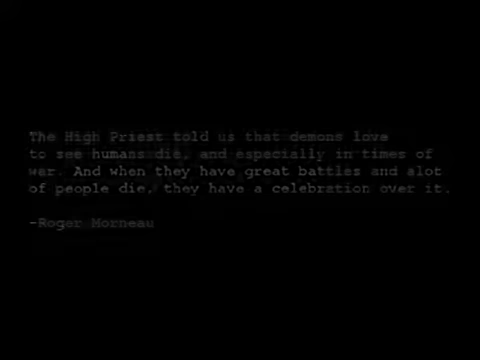 The High Priest told us that demons love
to see humans die, and especially in times of
war. And when they have great battles and alot
of people die, they have a celebration over it.
-Roger Morneau